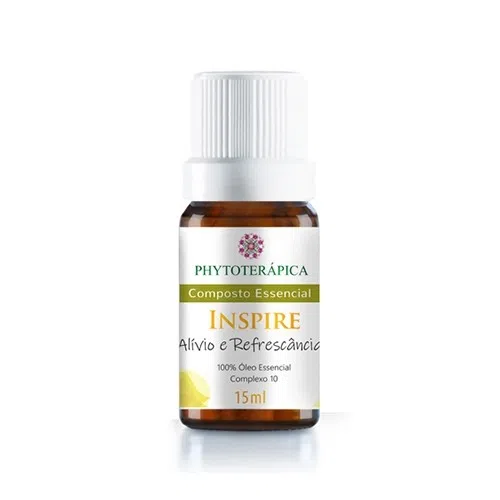 PHYTOTERÁPICA
Composto Essencial
INSPIRE
Alívio e Refrescância
100% Óleo Essencial
Complexo 10
15ml